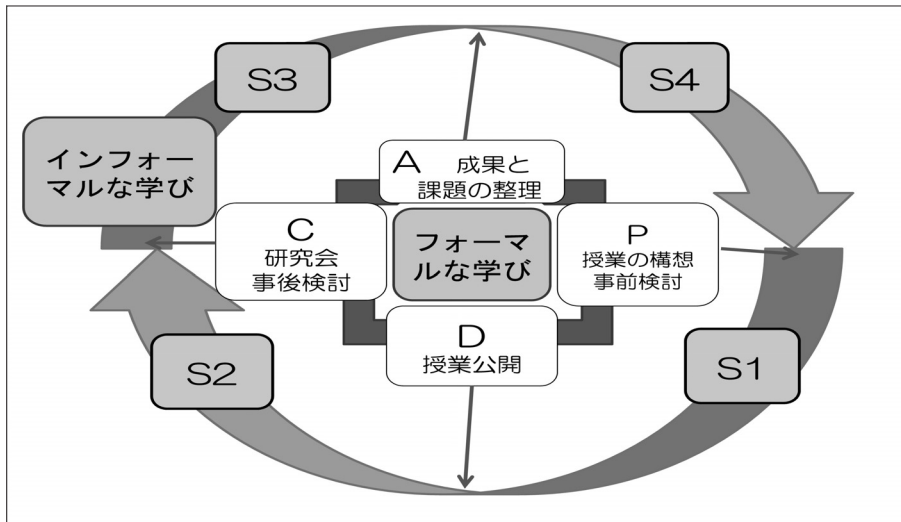 S3
S4
インフォー
マルな学び
A 成果と
課題の整理
C
研究会
事後検討
フォーマ
ルな学び
P
授業の構想
事前検討
D
授業公開
S2
S1